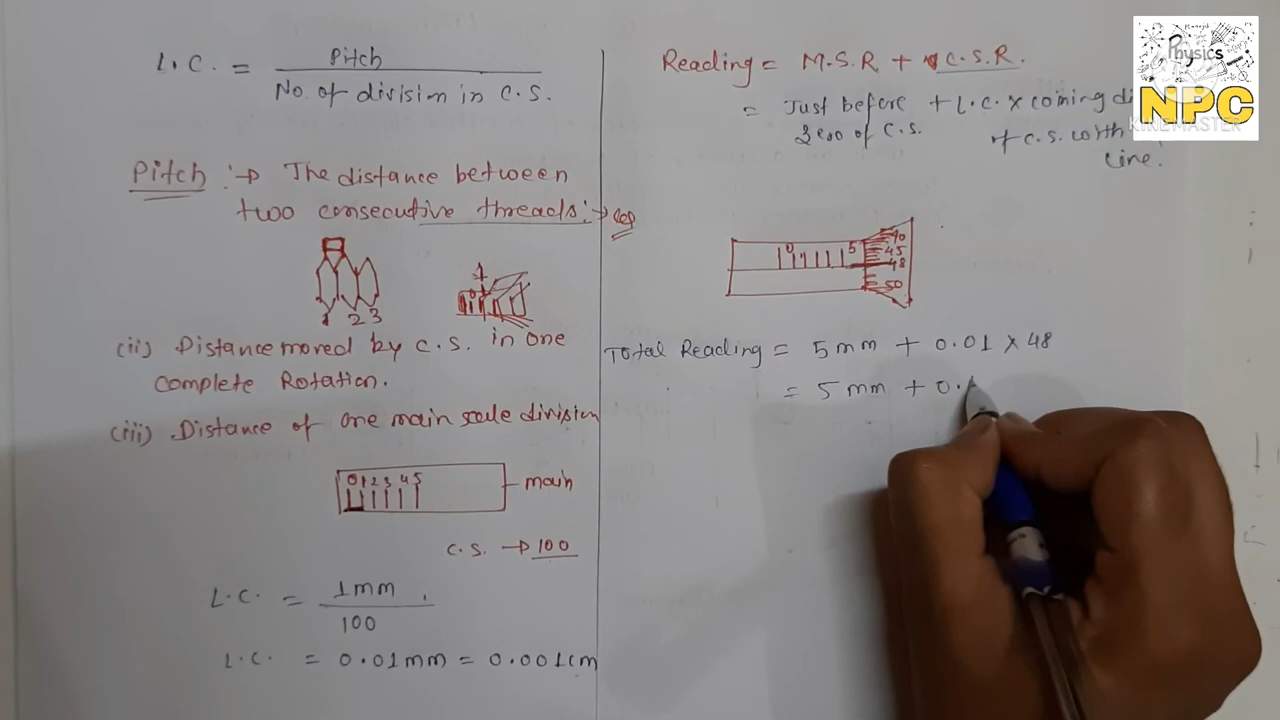 L.C. = Pitch
No. of division in C.S.
Pitch :→ The distance between
two consecutive threads :→
1 2 3
1
(ii) Distance moved by C.S. in one
complete Rotation.
(iii) Distance of one main scale division
0 1 2 3 4 5
main
C.S. → 100
L.C. = 1mm
100
L.C. = 0.01mm = 0.001cm
Reading = M.S.R + C.S.R.
= Just before + L.C. × coming di
zero of C.S. of C.S. with
line.
0 5
40
45
48
50
Total Reading = 5mm + 0.01 × 48
= 5mm + 0.
Physics
NPC
KINEMASTER